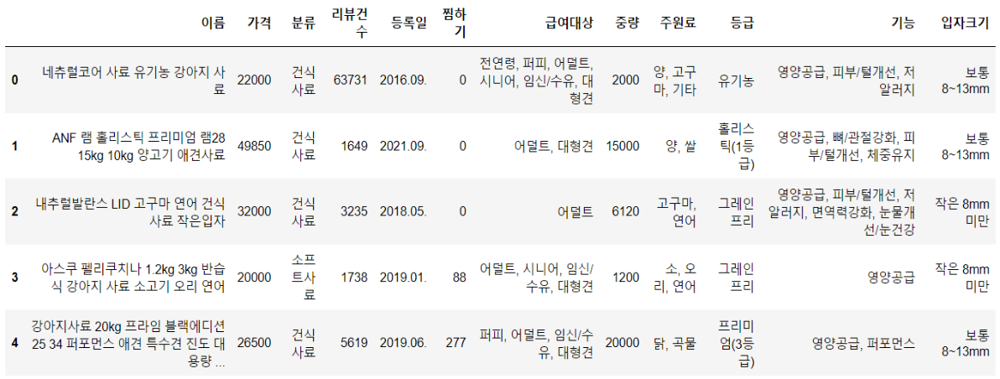 이름 가격 분류 리뷰건수 등록일 찜하기 급여대상 중량 주원료 등급 기능 입자크기
0 네츄럴코어 사료 유기농 강아지 사료 22000 건식사료 63731 2016.09. 0 전연령, 퍼피, 어덜트, 시니어, 임신/수유, 대형견 2000 양, 고구마, 기타 유기농 영양공급, 피부/털개선, 저알러지 보통 8~13mm
1 ANF 램 홀리스틱 프리미엄 램28 15kg 10kg 양고기 애견사료 49850 건식사료 1649 2021.09. 0 어덜트, 대형견 15000 양, 쌀 홀리스틱(1등급) 영양공급, 뼈/관절강화, 피부/털개선, 체중유지 보통 8~13mm
2 내추럴발란스 LID 고구마 연어 건식사료 작은입자 32000 건식사료 3235 2018.05. 0 어덜트 6120 고구마, 연어 그레인프리 영양공급, 피부/털개선, 저알러지, 면역력강화, 눈물개선/눈건강 작은 8mm 미만
3 아스쿠 펠리쿠치나 1.2kg 3kg 반습식 강아지 사료 소고기 오리 연어 20000 소프트사료 1738 2019.01. 88 어덜트, 시니어, 임신/수유, 대형견 1200 소, 오리, 연어 그레인프리 영양공급 작은 8mm 미만
4 강아지사료 20kg 프라임 블랙에디션 25 34 퍼포먼스 애견 특수견 진도 대용량 ... 26500 건식사료 5619 2019.06. 277 퍼피, 어덜트, 임신/수유, 대형견 20000 닭, 곡물 프리미엄(3등급) 영양공급, 퍼포먼스 보통 8~13mm